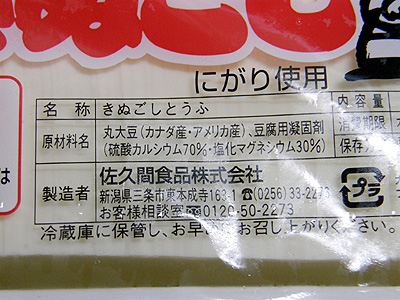 きぬごし
にがり使用
名 称 きぬごしとうふ 内容量
原材料名 丸大豆(カナダ産・アメリカ産)、豆腐用凝固剤 消費期限
(硫酸カルシウム70%・塩化マグネシウム30%) 保存
製造者 佐久間食品株式会社
新潟県三条市東本成寺163-1 ☎(0256)33-2273
お客様相談室 0120-50-2273
プラ
は
冷蔵庫に保管し、お早めにお召し上がりください。